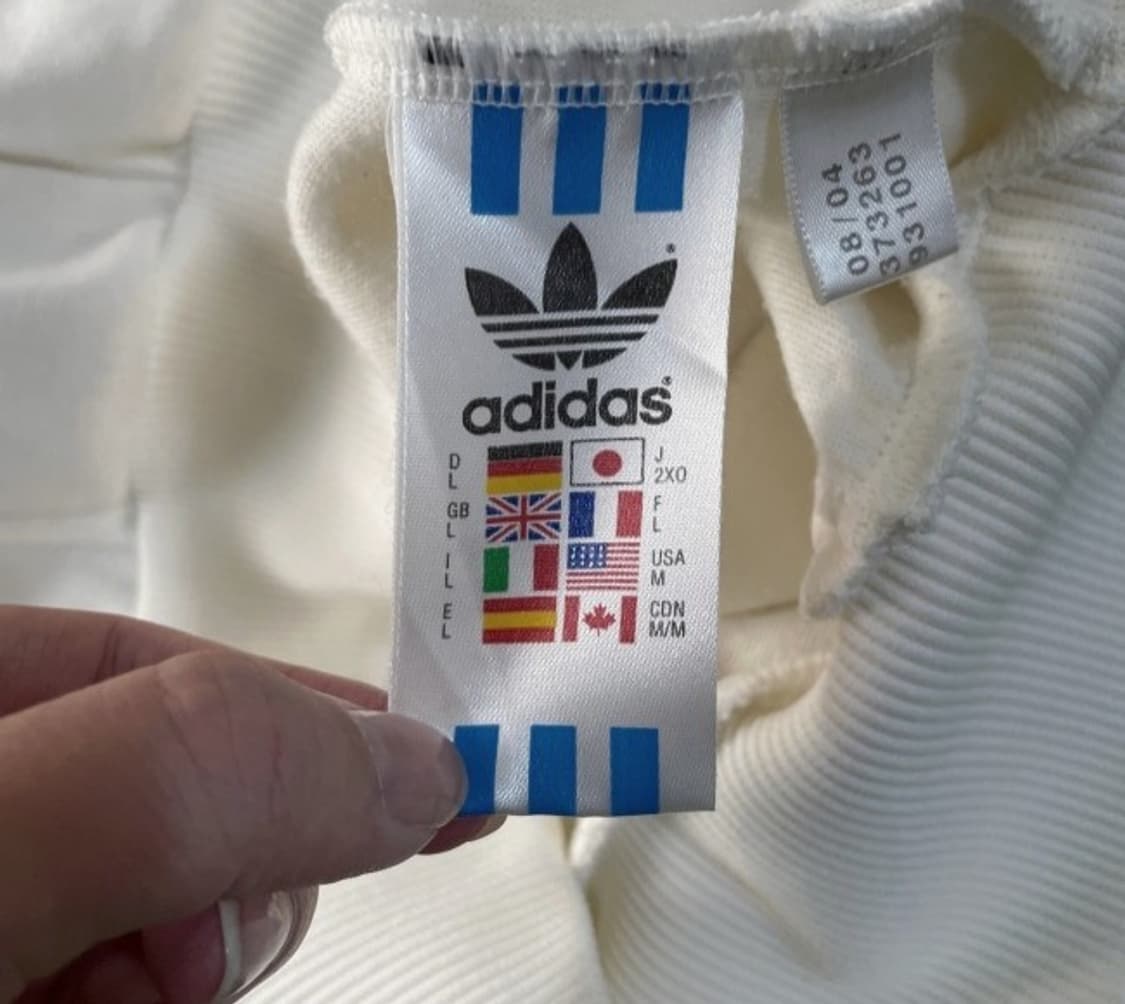 adidas
D
L
J
2XO
GB
L
F
L
I
L
USA
M
E
L
CDN
M/M
08/04
373263
931001